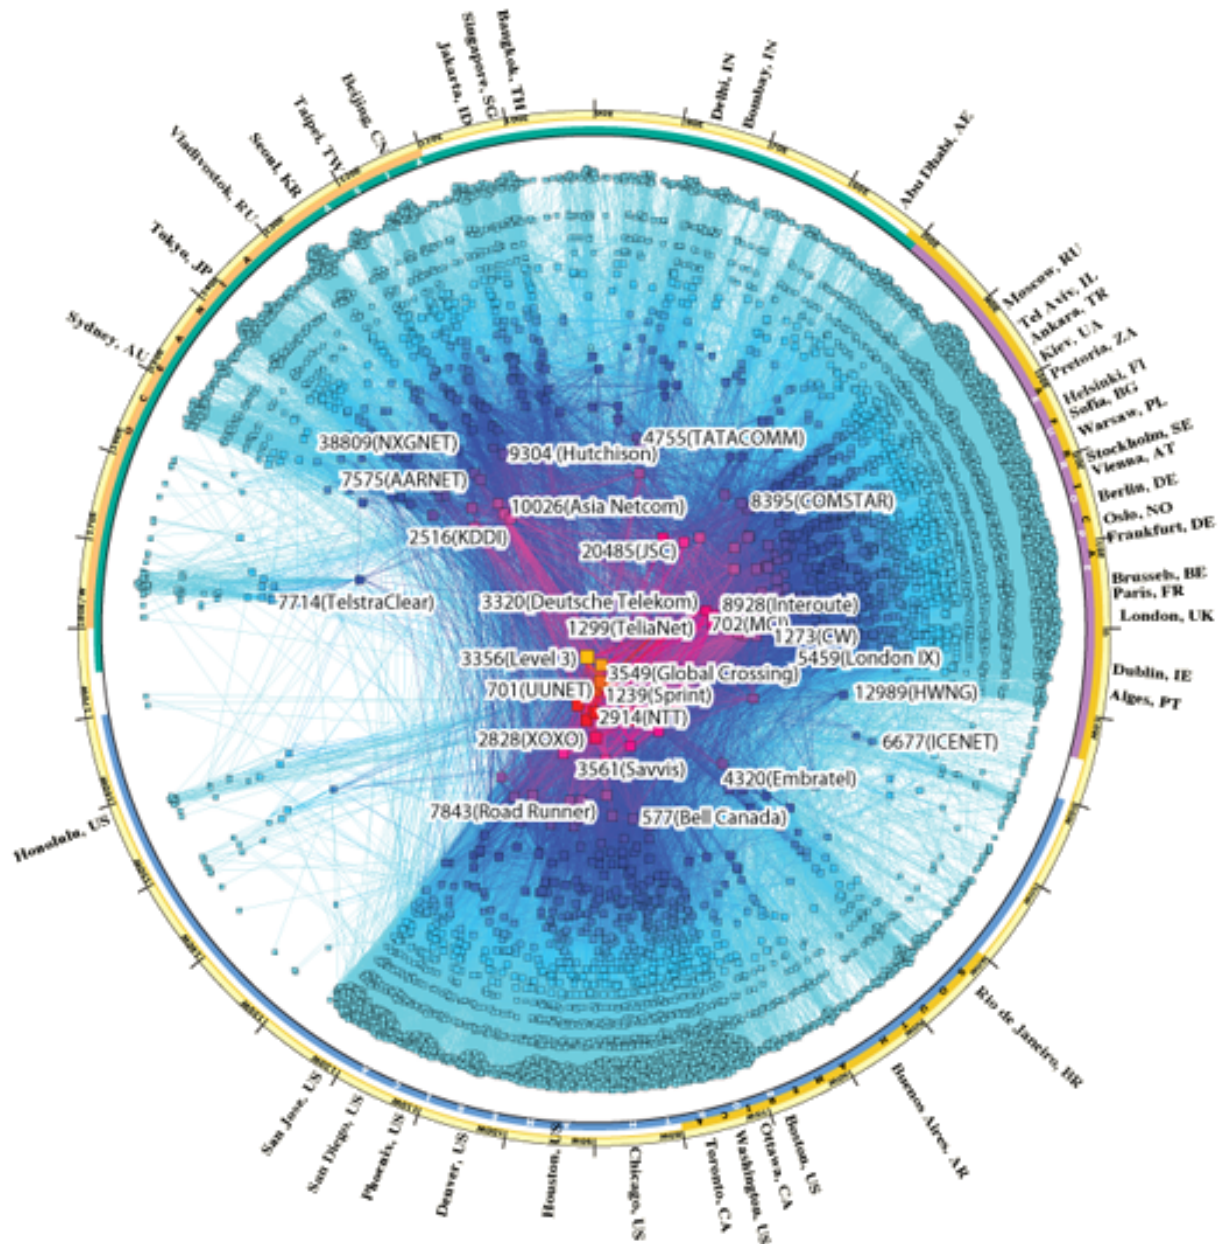 Bangkok, TH
Singapore, SG
Jakarta, ID
Beijing, CN
Taipei, TW
Seoul, KR
Vladivostok, RU
Tokyo, JP
Sydney, AU
Honolulu, US
Delhi, IN
Bombay, IN
Abu Dhabi, AE
Moscow, RU
Tel Aviv, IL
Ankara, TR
Kiev, UA
Pretoria, ZA
Helsinki, FI
Sofia, BG
Warsaw, PL
Stockholm, SE
Vienna, AT
Berlin, DE
Oslo, NO
Frankfurt, DE
Brussels, BE
Paris, FR
London, UK
Dublin, IE
Alges, PT
Rio de Janeiro, BR
Buenos Aires, AR
Boston, US
Ottawa, CA
Washington, US
Toronto, CA
Chicago, US
Houston, US
Denver, US
Phoenix, US
San Diego, US
San Jose, US
38809(NXGNET)
4755(TATACOMM)
9304 (Hutchison)
7575(AARNET)
8395(COMSTAR)
10026(Asia Netcom)
2516(KDDI)
20485(JSC)
7714(TelstraClear)
3320(Deutsche Telekom)
8928(Interoute)
1299(TeliaNet)
702(MCI)
1273(CW)
3356(Level 3)
5459(London IX)
3549(Global Crossing)
701(UUNET)
1239(Sprint)
12989(HWNG)
2914(NTT)
2828(XOXO)
6677(ICENET)
3561(Savvis)
4320(Embratel)
7843(Road Runner)
577(Bell Canada)